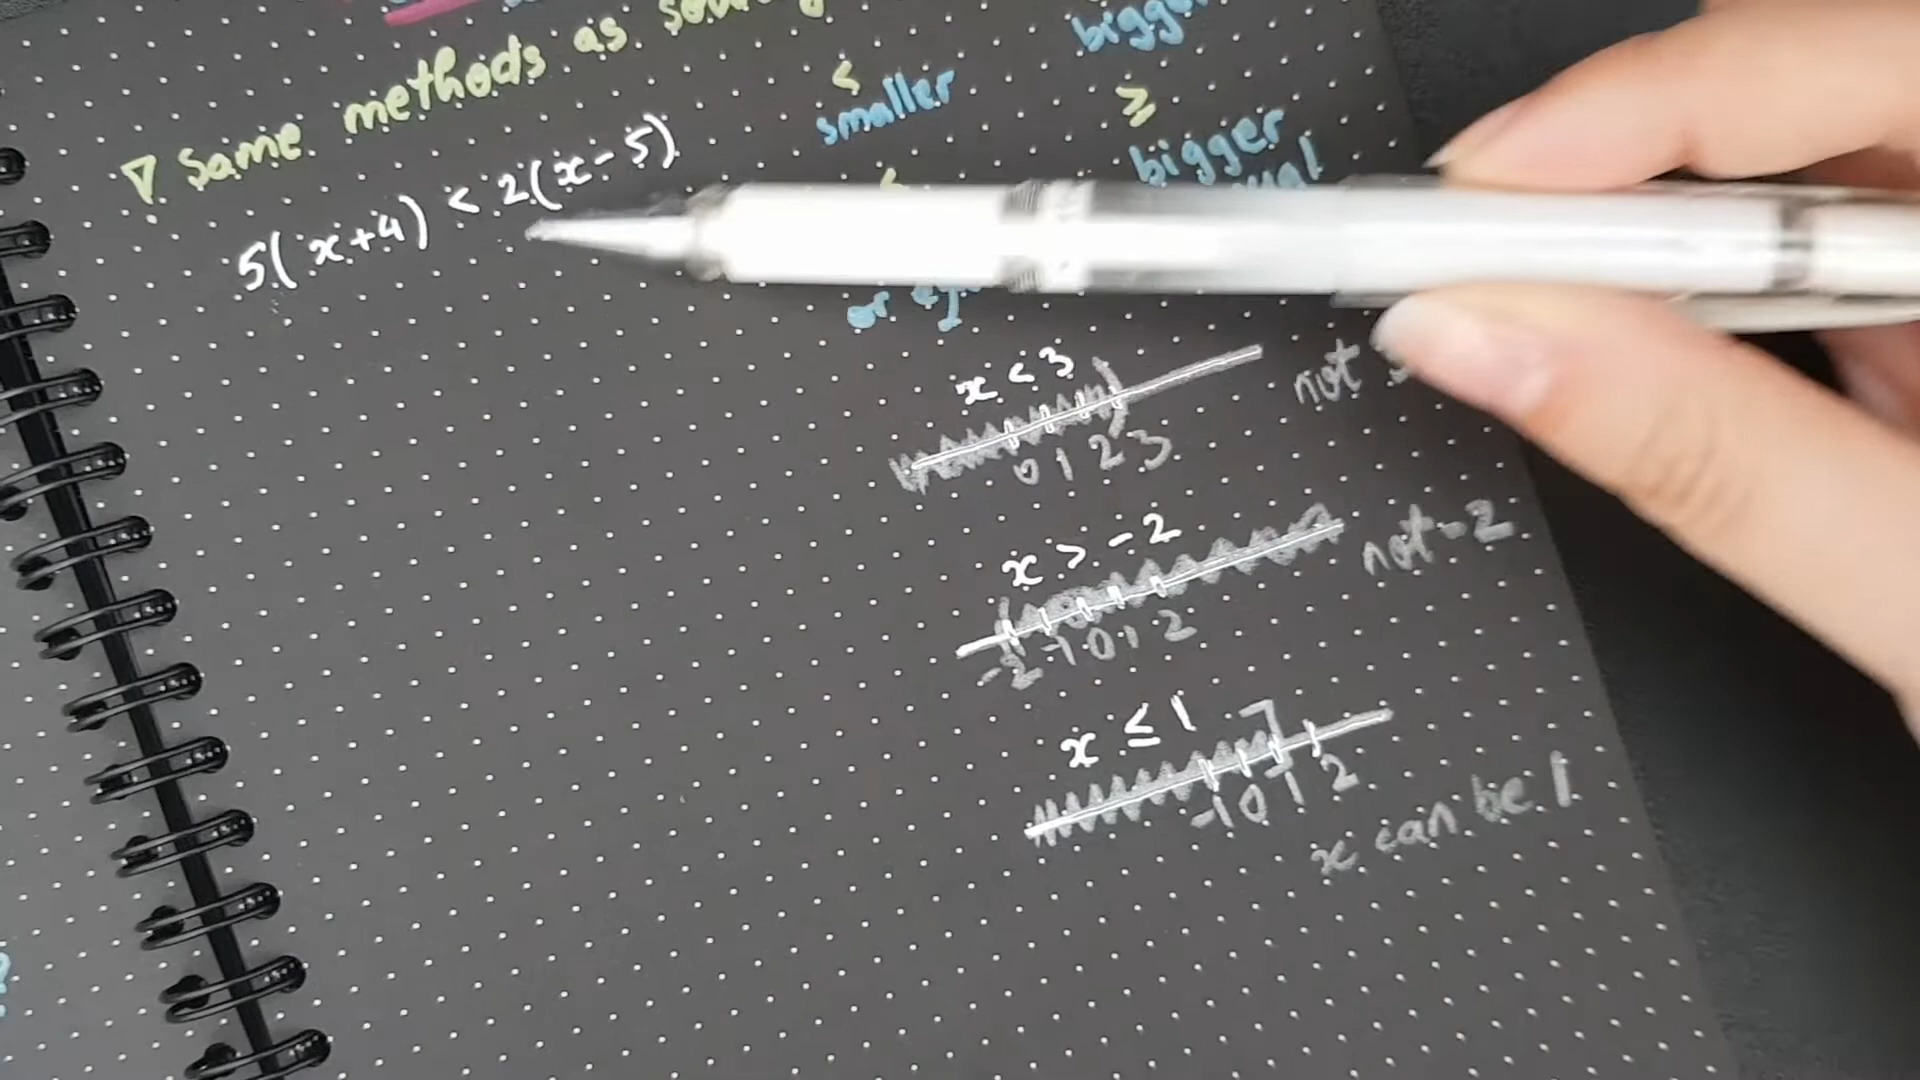 ∇ Same methods as
5(x+4) < 2(x-5)
<
smaller
≥
bigger
or
x < 3
0 1 2 3
not
x > -2
-2 -1 0 1 2
not -2
x ≤ 1
-1 0 1 2
x can be 1